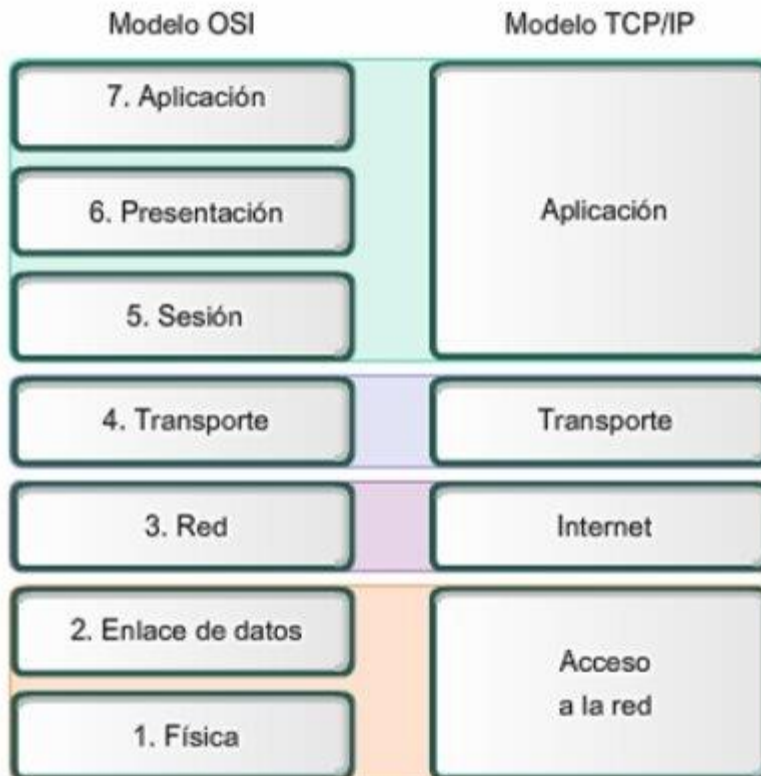 Modelo OSI
Modelo TCP/IP
7. Aplicación
6. Presentación
5. Sesión
4. Transporte
3. Red
2. Enlace de datos
1. Física
Aplicación
Transporte
Internet
Acceso
a la red